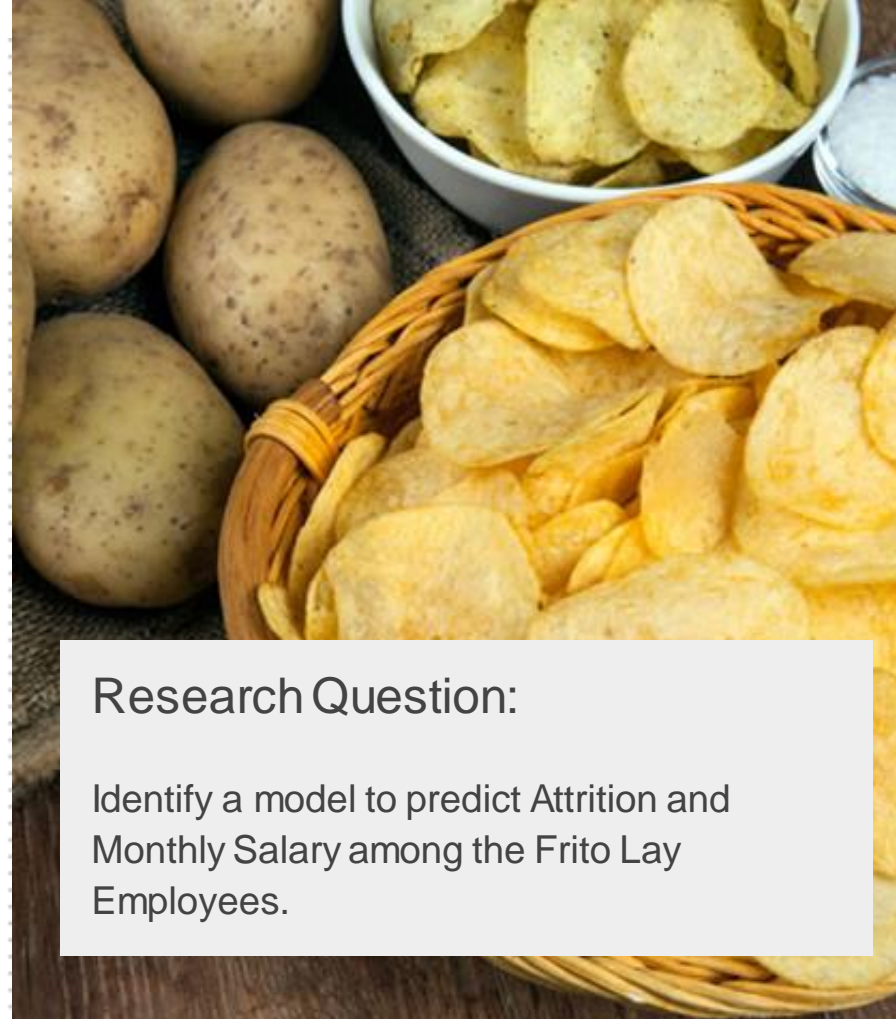 Research Question:
Identify a model to predict Attrition and
Monthly Salary among the Frito Lay
Employees.